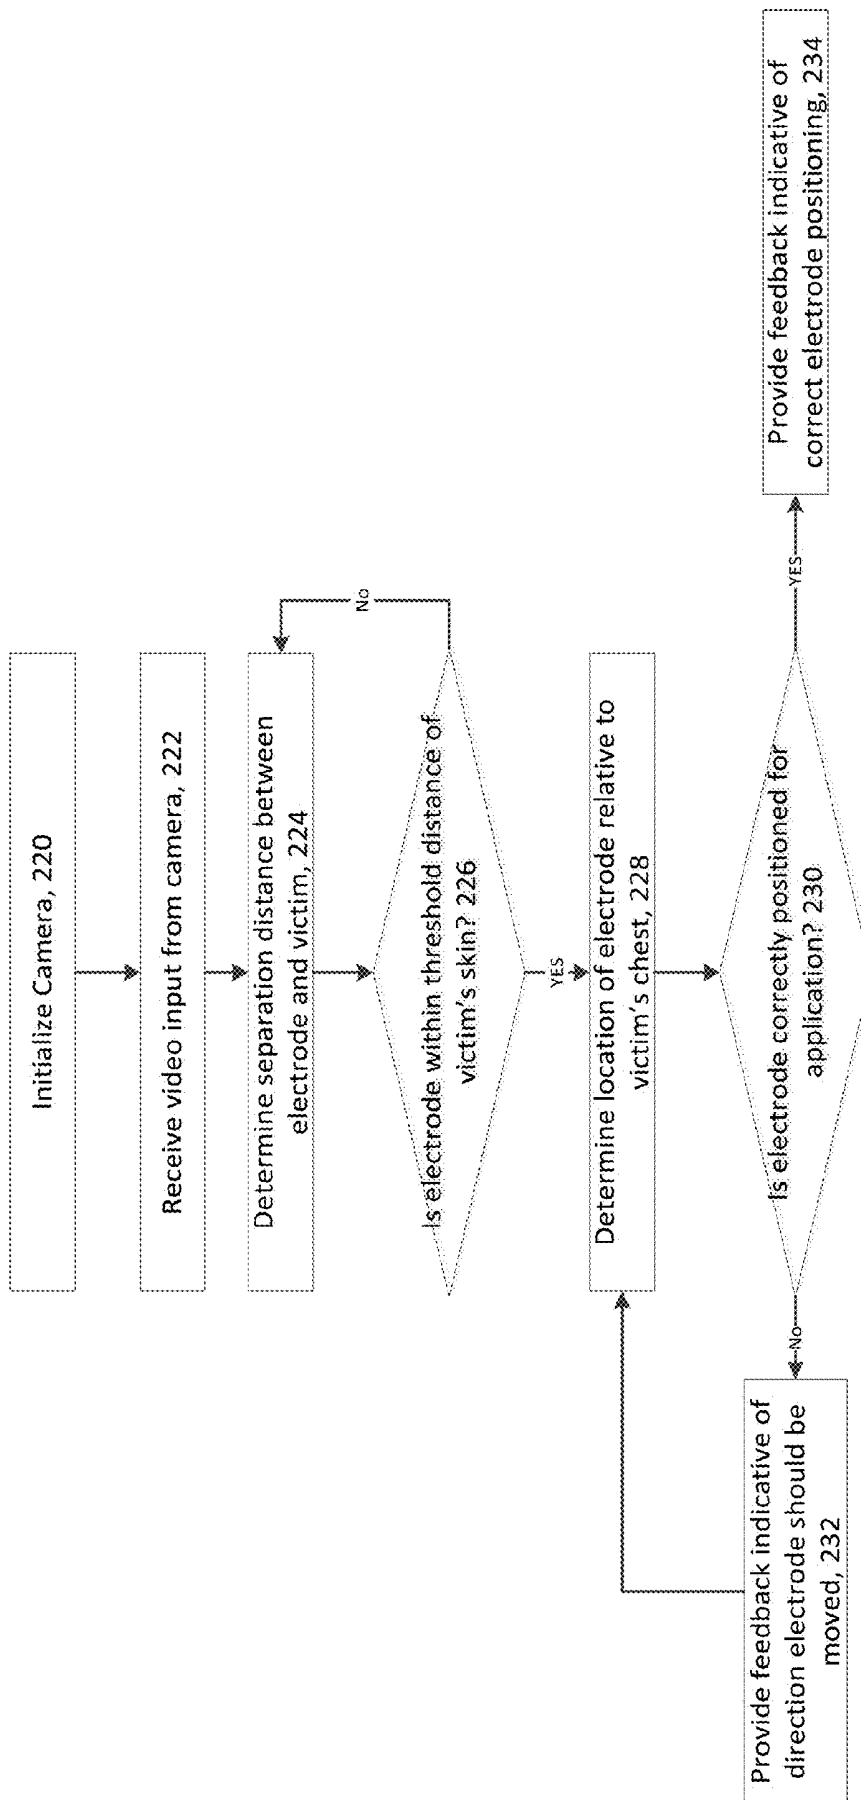 Initialize Camera, 220
Receive video input from camera, 222
Determine separation distance between
electrode and victim, 224
No
Is electrode within threshold distance of
victim's skin? 226
YES
Determine location of electrode relative to
victim's chest, 228
Is electrode correctly positioned for
application? 230
No
YES
Provide feedback indicative of
direction electrode should be
moved, 232
Provide feedback indicative of
correct electrode positioning, 234